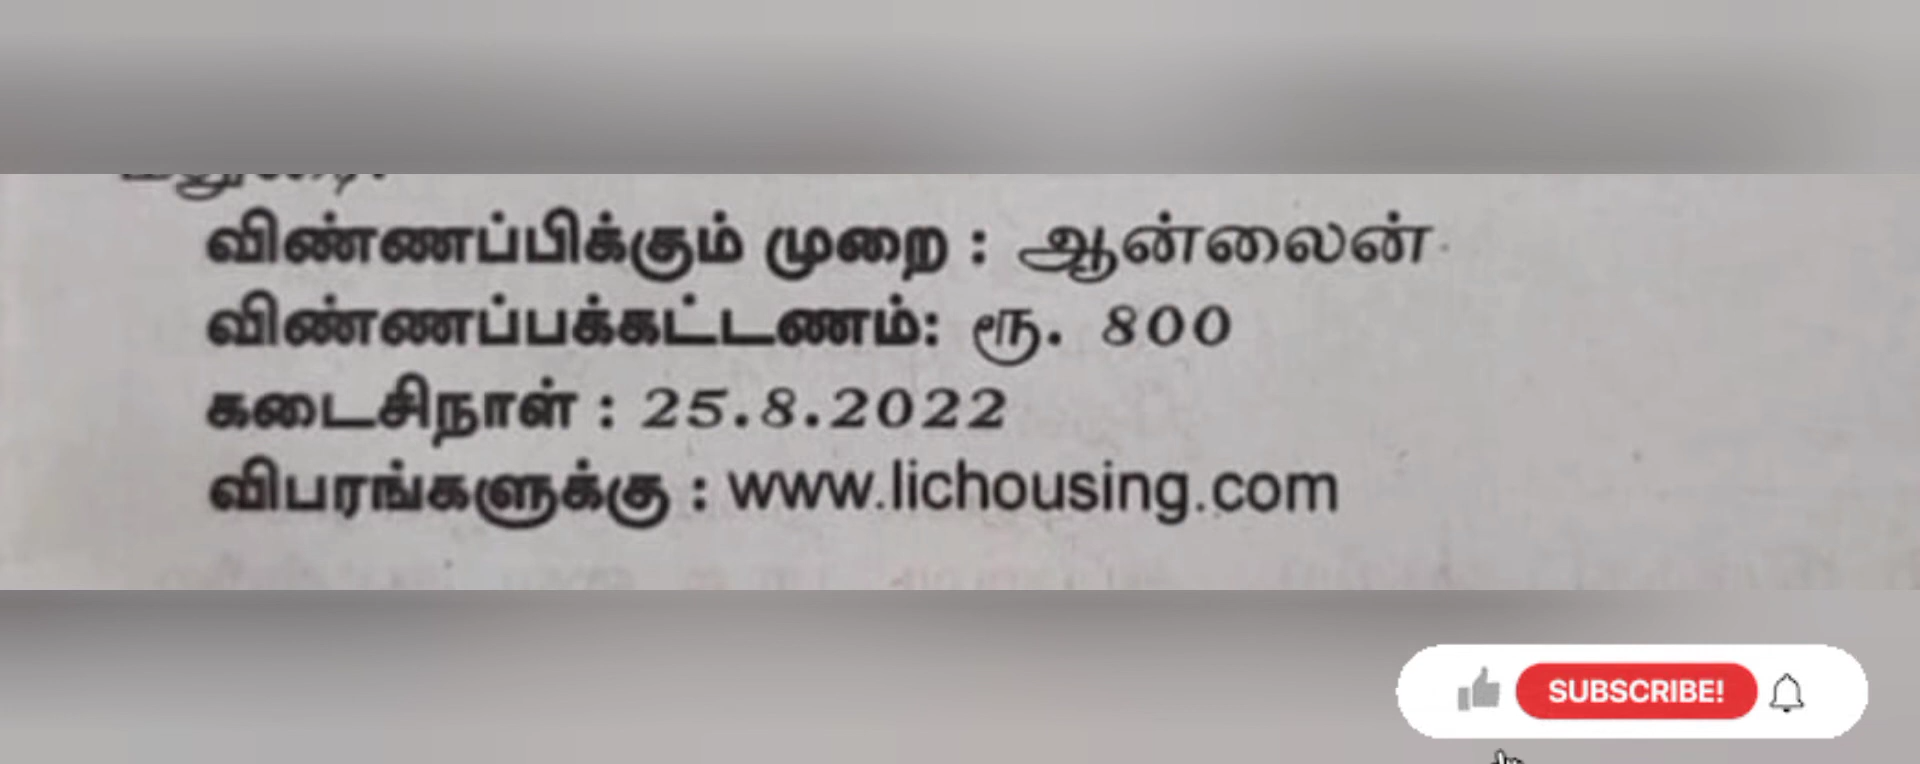 விண்ணப்பிக்கும் முறை : ஆன்லைன்
விண்ணப்பக்கட்டணம்: ரூ. 800
கடைசிநாள் : 25.8.2022
விபரங்களுக்கு : www.lichousing.com
SUBSCRIBE!